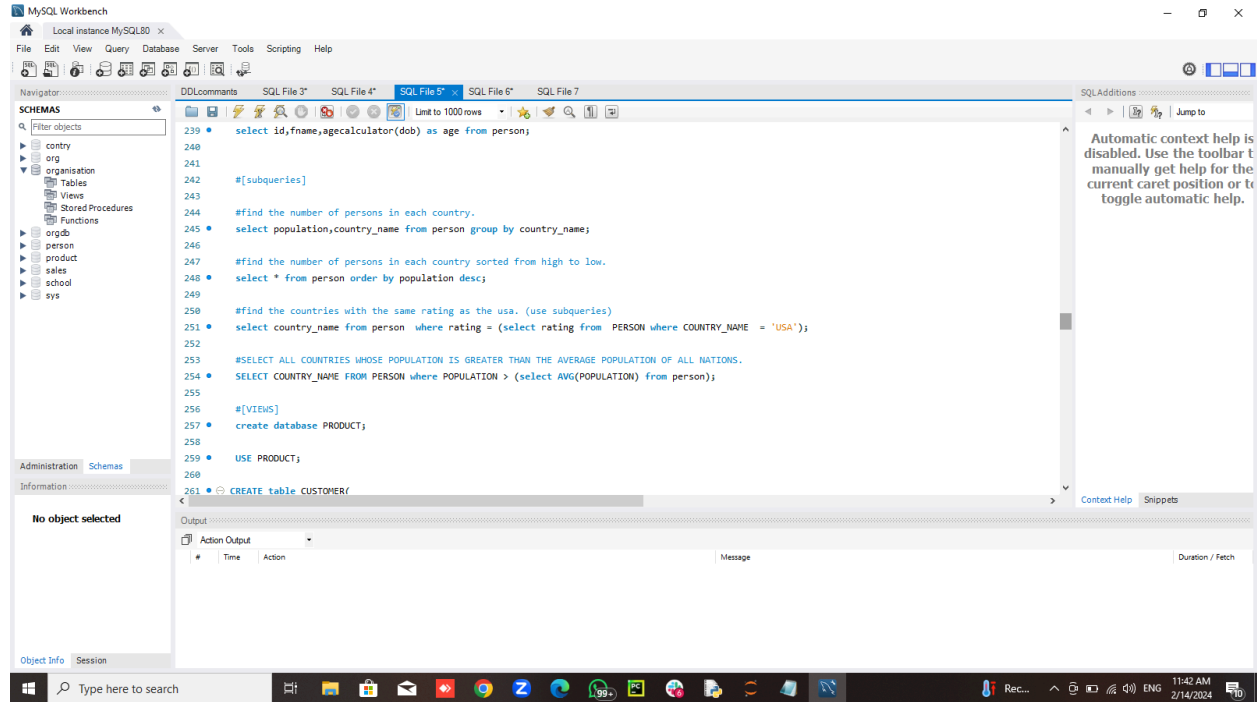 MySQL Workbench
Local instance MySQL80
File Edit View Query Database Server Tools Scripting Help
Navigator
SCHEMAS
Filter objects
contry
org
organisation
Tables
Views
Stored Procedures
Functions
orgdb
person
product
sales
school
sys
Administration Schemas
Information
No object selected
Object Info Session
DDLcommants SQL File 3* SQL File 4* SQL File 5* SQL File 6* SQL File 7
Limit to 1000 rows
239 select id,fname,agecalculator(dob) as age from person;
240
241
242 #[subqueries]
243
244 #find the number of persons in each country.
245 select population,country_name from person group by country_name;
246
247 #find the number of persons in each country sorted from high to low.
248 select * from person order by population desc;
249
250 #find the countries with the same rating as the usa. (use subqueries)
251 select country_name from person where rating = (select rating from PERSON where COUNTRY_NAME = 'USA');
252
253 #SELECT ALL COUNTRIES WHOSE POPULATION IS GREATER THAN THE AVERAGE POPULATION OF ALL NATIONS.
254 SELECT COUNTRY_NAME FROM PERSON where POPULATION > (select AVG(POPULATION) from person);
255
256 #[VIEWS]
257 create database PRODUCT;
258
259 USE PRODUCT;
260
261 CREATE table CUSTOMER(
Output
Action Output
# Time Action Message Duration / Fetch
SQLAdditions
Jump to
Automatic context help is
disabled. Use the toolbar t
manually get help for the
current caret position or to
toggle automatic help.
Context Help Snippets
Type here to search
99+
Rec...
ENG
11:42 AM
2/14/2024